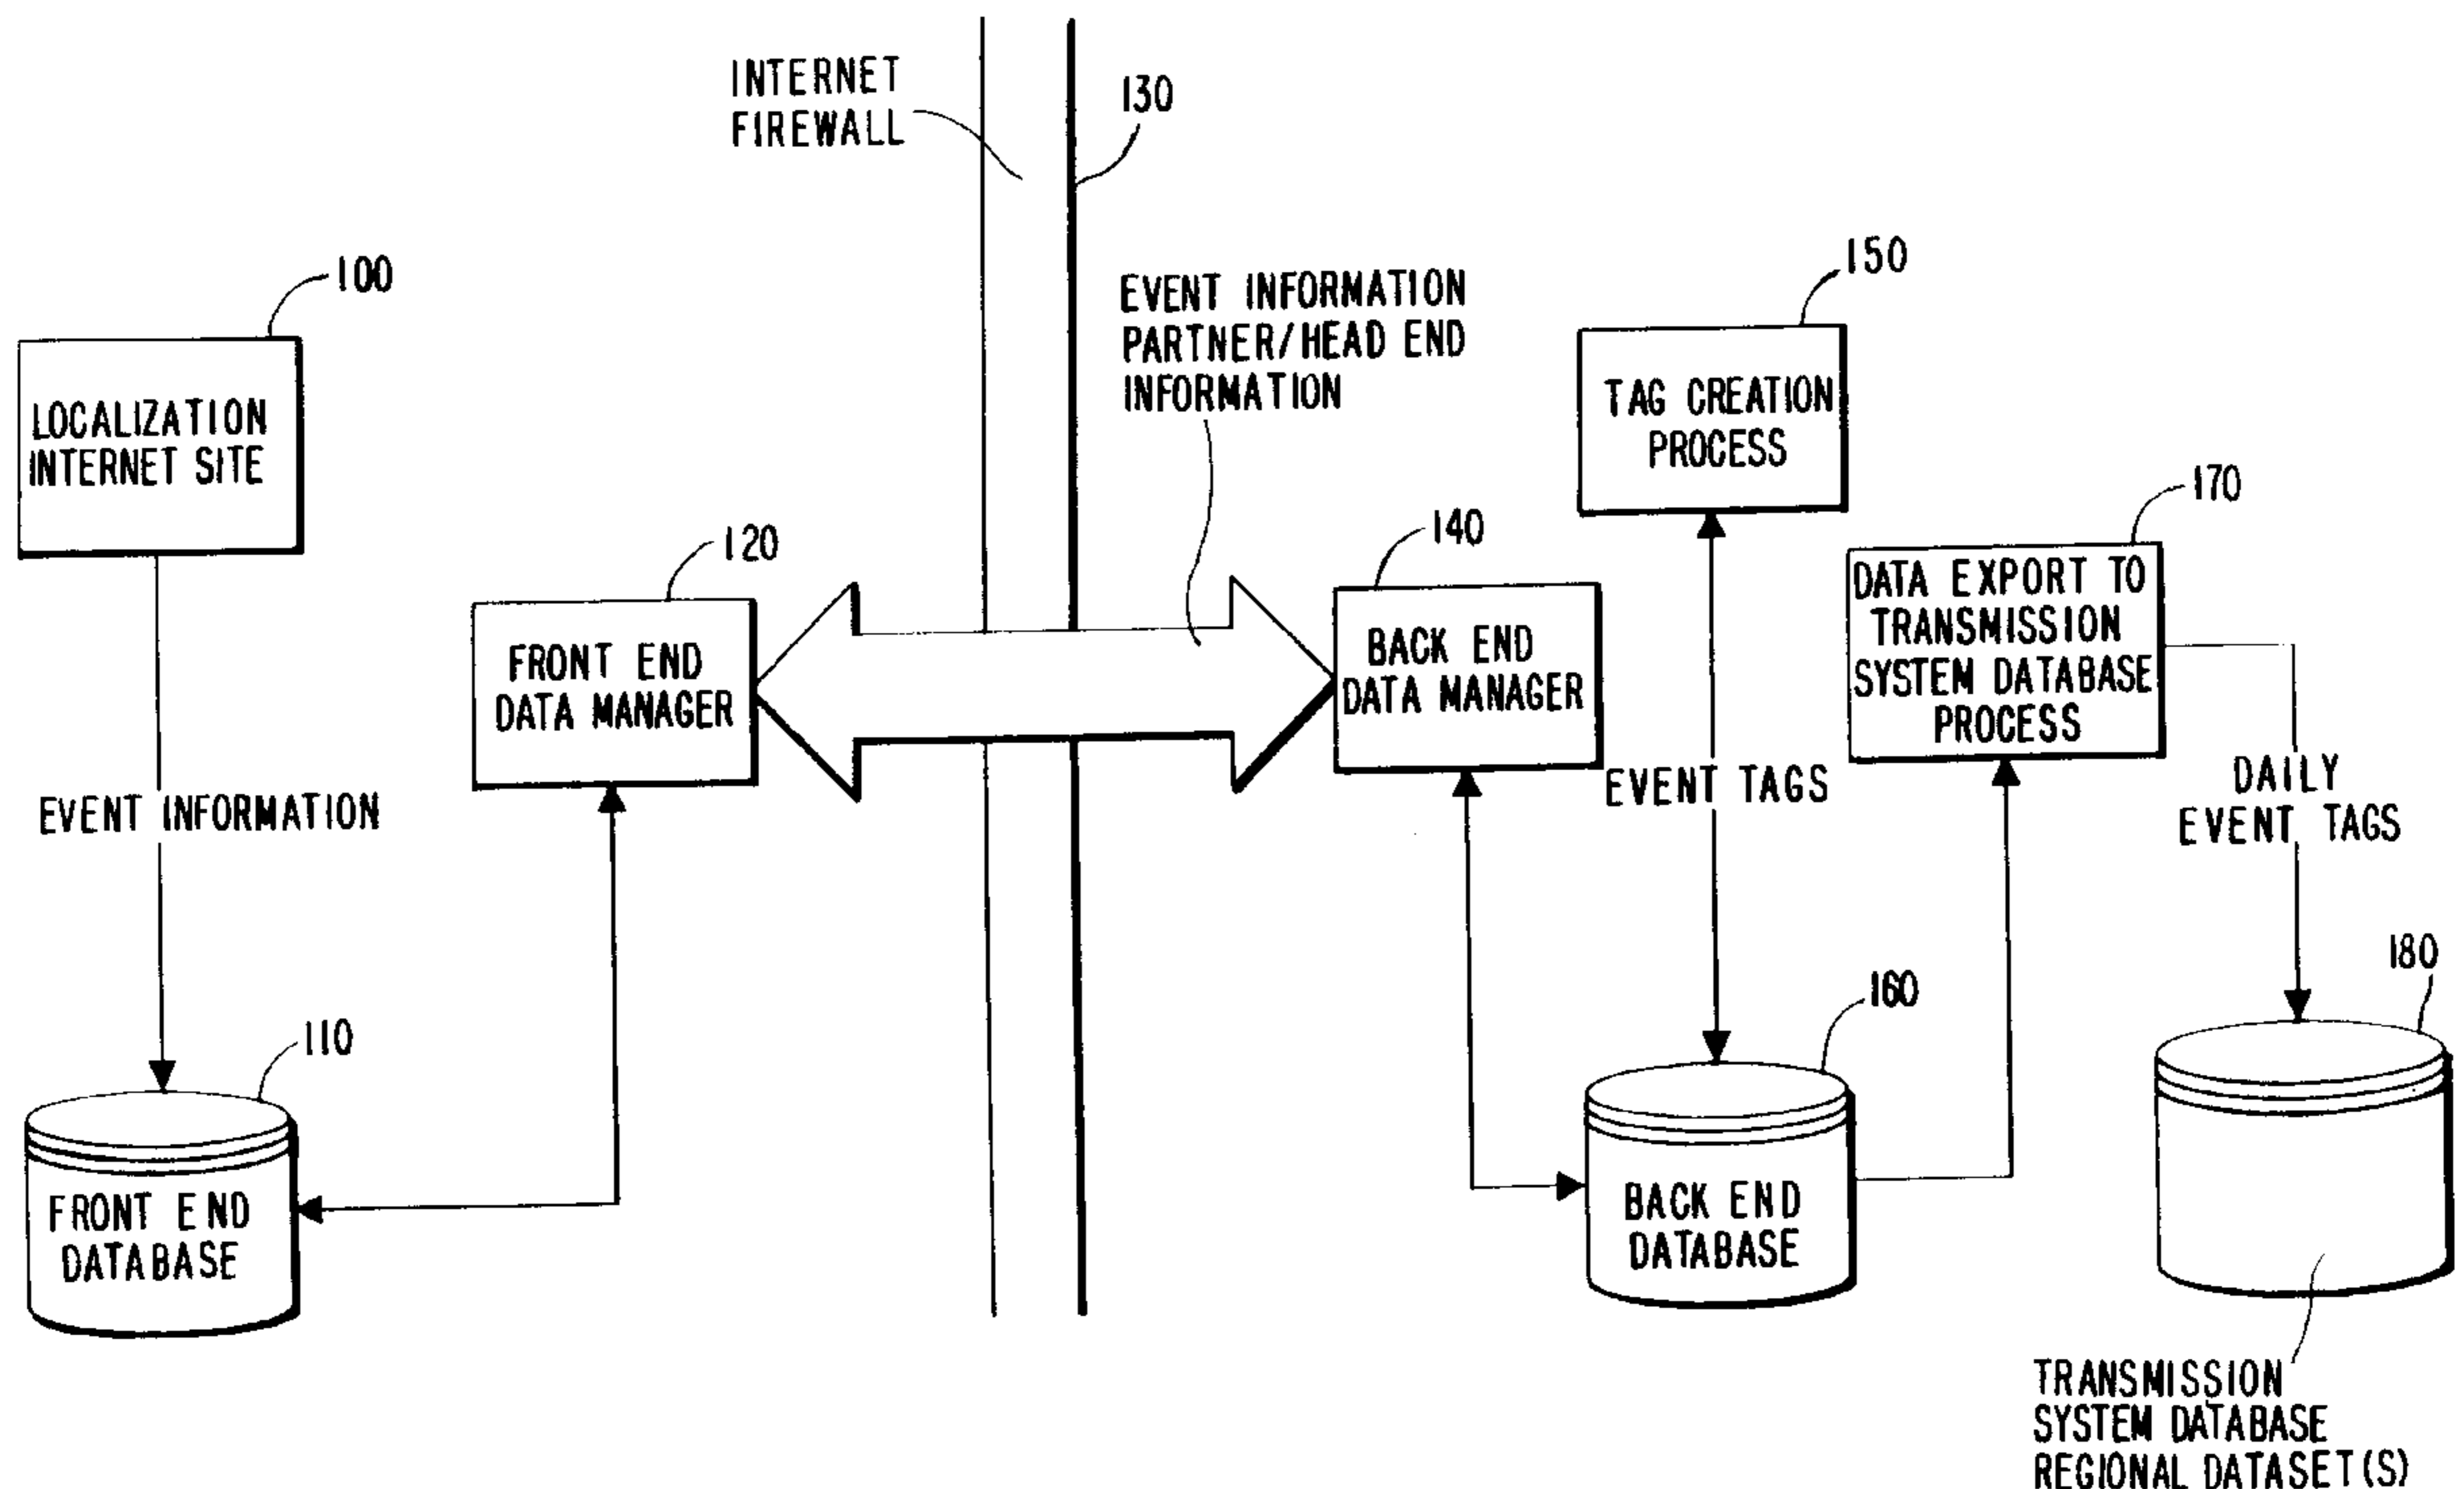 INTERNET
FIREWALL
130
100
LOCALIZATION
INTERNET SITE
EVENT INFORMATION
PARTNER/HEAD END
INFORMATION
150
TAG CREATION
PROCESS
120
FRONT END
DATA MANAGER
140
BACK END
DATA MANAGER
170
DATA EXPORT TO
TRANSMISSION
SYSTEM DATABASE
PROCESS
EVENT INFORMATION
EVENT TAGS
DAILY
EVENT TAGS
110
FRONT END
DATABASE
160
BACK END
DATABASE
180
TRANSMISSION
SYSTEM DATABASE
REGIONAL DATASET(S)